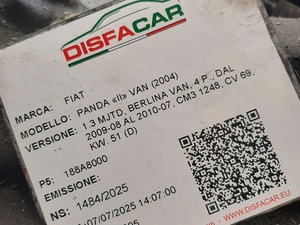 DISFACAR
MARCA: FIAT
MODELLO: PANDA «II» VAN (2004)
VERSIONE: 1.3 MJTD, BERLINA VAN, 4 P., DAL
2009-08 AL 2010-07, CM3 1248, CV 69,
KW. 51 (D)
P5: 188A8000
EMISSIONE:
NS: 1484/2025
07/07/2025 14:07:00
DISFACAR.EU